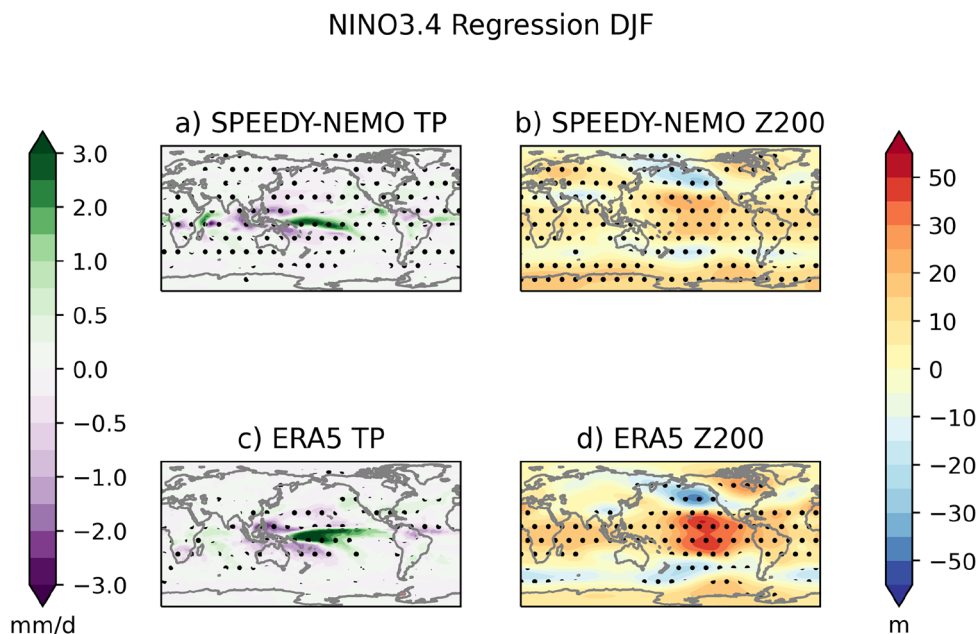 NINO3.4 Regression DJF
a) SPEEDY-NEMO TP
b) SPEEDY-NEMO Z200
3.0
2.0
1.0
0.5
0.0
−0.5
−1.0
−2.0
−3.0
mm/d
50
40
30
20
10
0
−10
−20
−30
−40
−50
m
c) ERA5 TP
d) ERA5 Z200